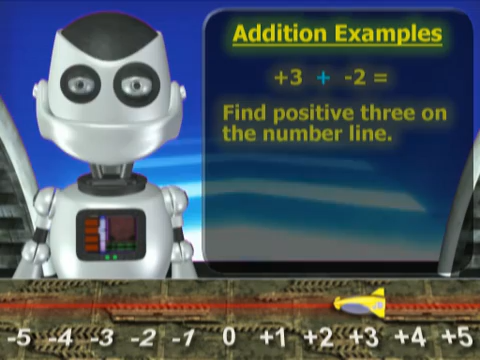 Addition Examples
+3 + -2 =
Find positive three on
the number line.
-5 -4 -3 -2 -1 0 +1 +2 +3 +4 +5